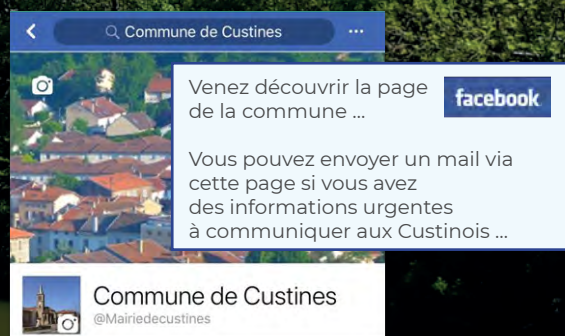 Commune de Custines
Venez découvrir la page
de la commune ...
facebook
Vous pouvez envoyer un mail via
cette page si vous avez
des informations urgentes
à communiquer aux Custinois ...
Commune de Custines
@Mairiedecustines